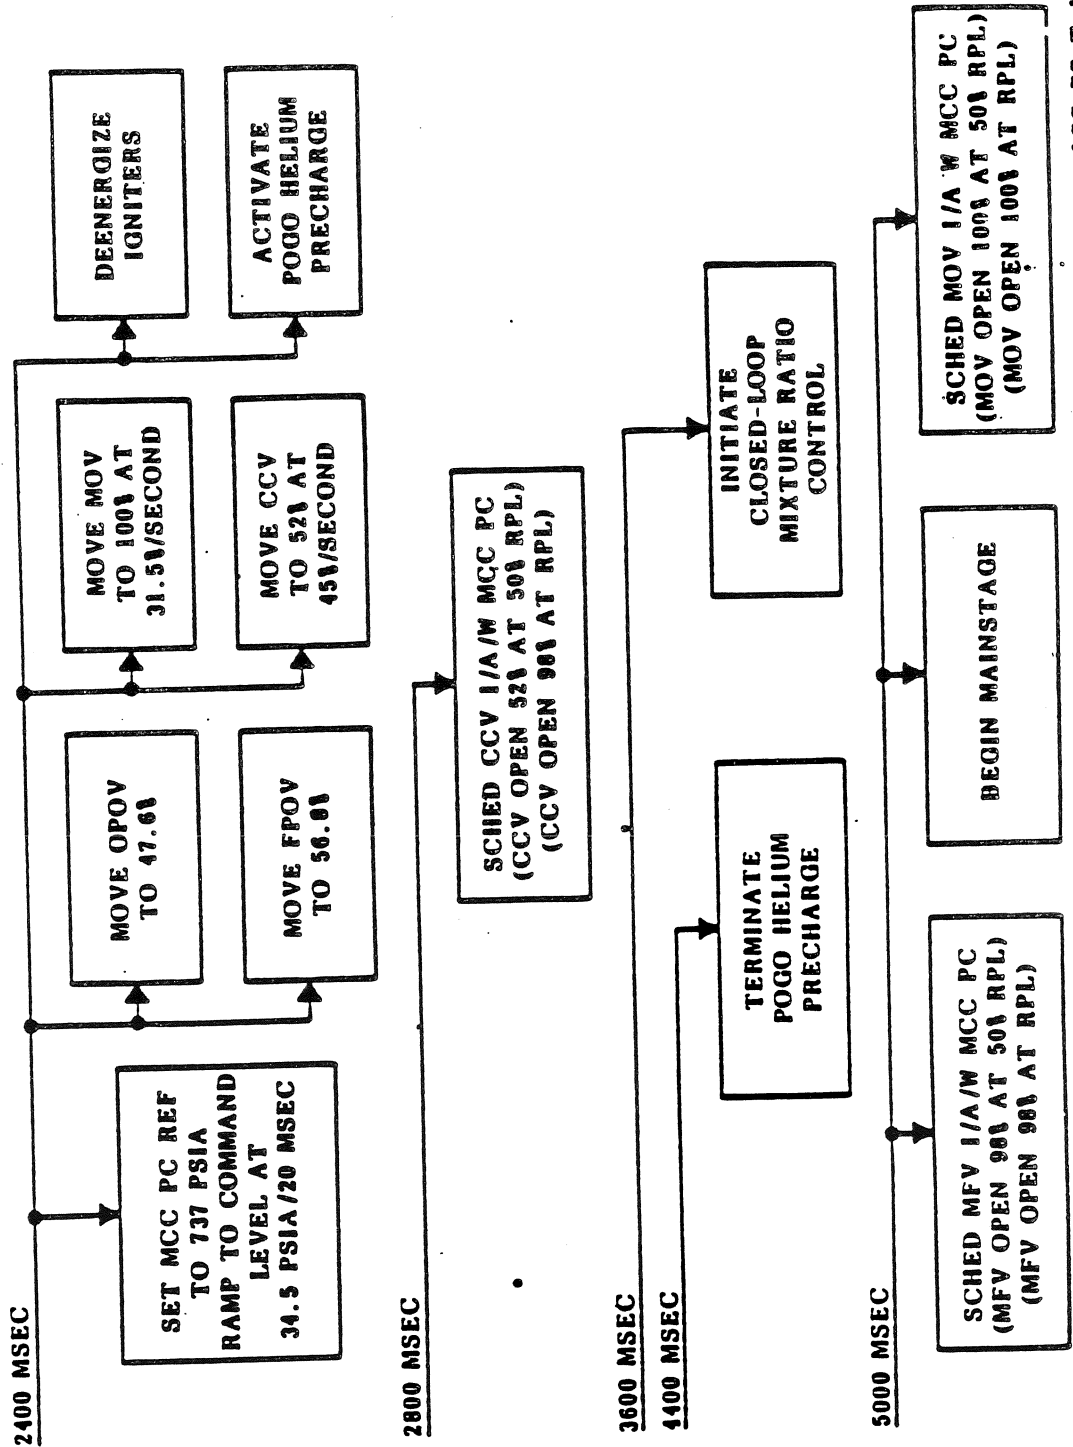 2400 MSEC
SET MCC PC REF
TO 737 PSIA
RAMP TO COMMAND
LEVEL AT
34.5 PSIA/20 MSEC
MOVE OPOV
TO 47.6%
MOVE FPOV
TO 56.8%
MOVE MOV
TO 100% AT
31.5%/SECOND
MOVE CCV
TO 52% AT
45%/SECOND
DEENERGIZE
IGNITERS
ACTIVATE
POGO HELIUM
PRECHARGE
2800 MSEC
SCHED CCV I/A/W MCC PC
(CCV OPEN 52% AT 50% RPL)
(CCV OPEN 98% AT RPL)
3600 MSEC
INITIATE
CLOSED-LOOP
MIXTURE RATIO
CONTROL
4400 MSEC
TERMINATE
POGO HELIUM
PRECHARGE
5000 MSEC
SCHED MFV I/A/W MCC PC
(MFV OPEN 98% AT 50% RPL)
(MFV OPEN 98% AT RPL)
BEGIN MAINSTAGE
SCHED MOV I/A W MCC PC
(MOV OPEN 100% AT 50% RPL)
(MOV OPEN 100% AT RPL)